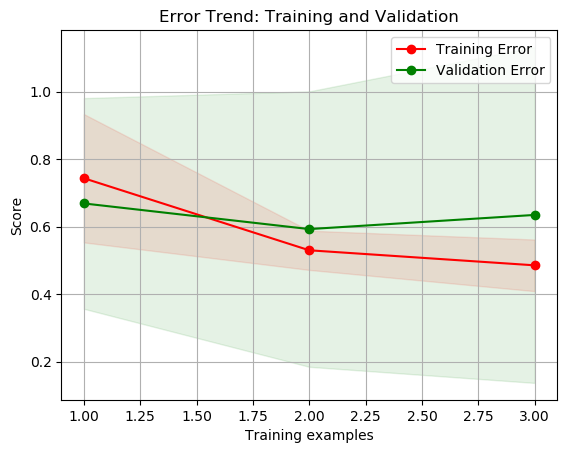 Error Trend: Training and Validation
Training Error
Validation Error
Score
1.0
0.8
0.6
0.4
0.2
1.00 1.25 1.50 1.75 2.00 2.25 2.50 2.75 3.00
Training examples